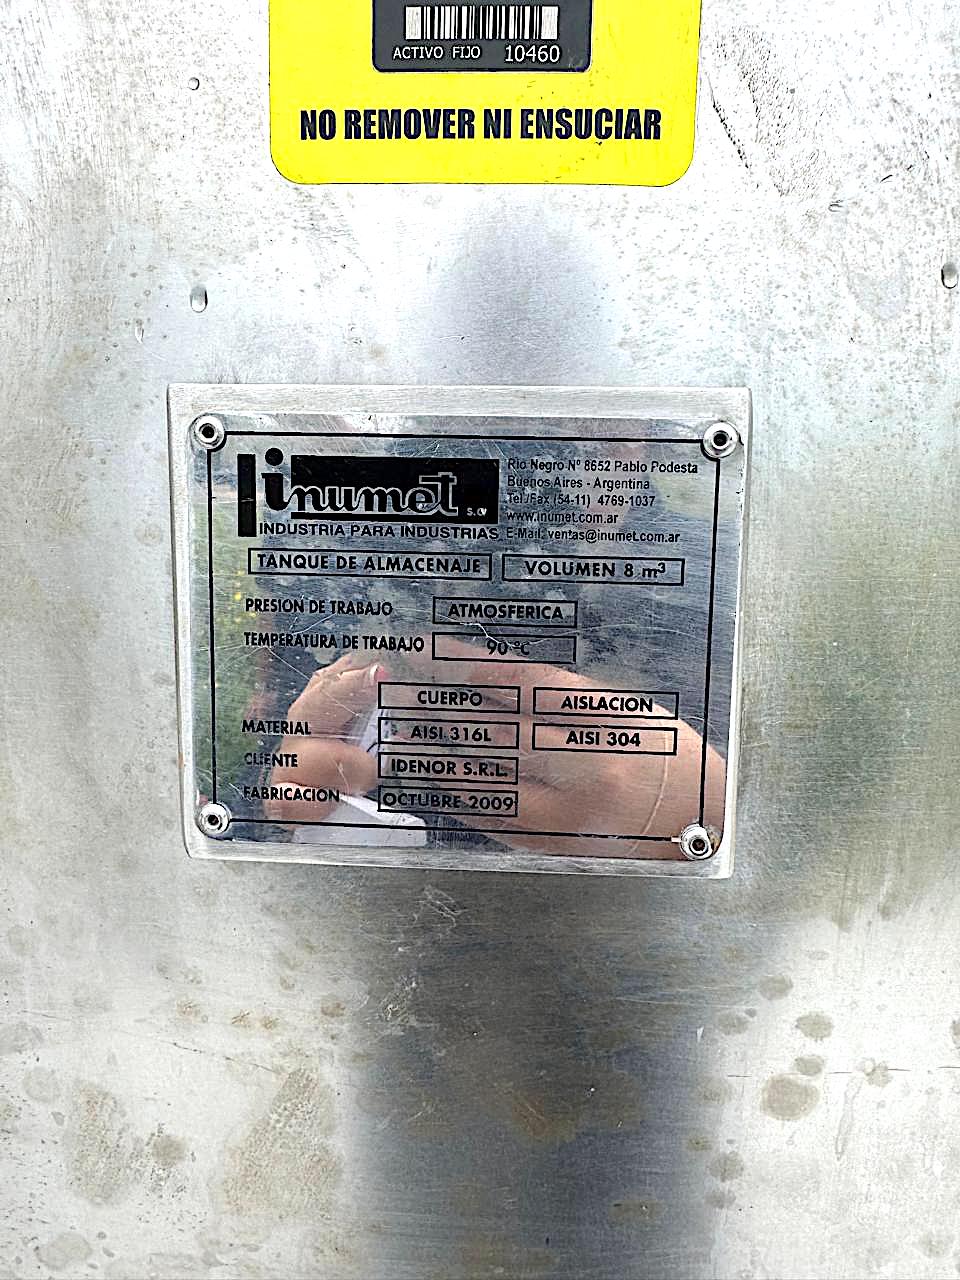 ACTIVO FIJO 10460
NO REMOVER NI ENSUCIAR
inumet
INDUSTRIA PARA INDUSTRIAS
Rio Negro Nº 8652 Pablo Podesta
Buenos Aires - Argentina
Tel/Fax (54-11) 4769-1037
www.inumet.com.ar
E-Mail: ventas@inumet.com.ar
TANQUE DE ALMACENAJE VOLUMEN 8 m³
PRESION DE TRABAJO ATMOSFERICA
TEMPERATURA DE TRABAJO 90 ºC
CUERPO AISLACION
MATERIAL AISI 316L AISI 304
CLIENTE IDENOR S.R.L.
FABRICACION OCTUBRE 2009